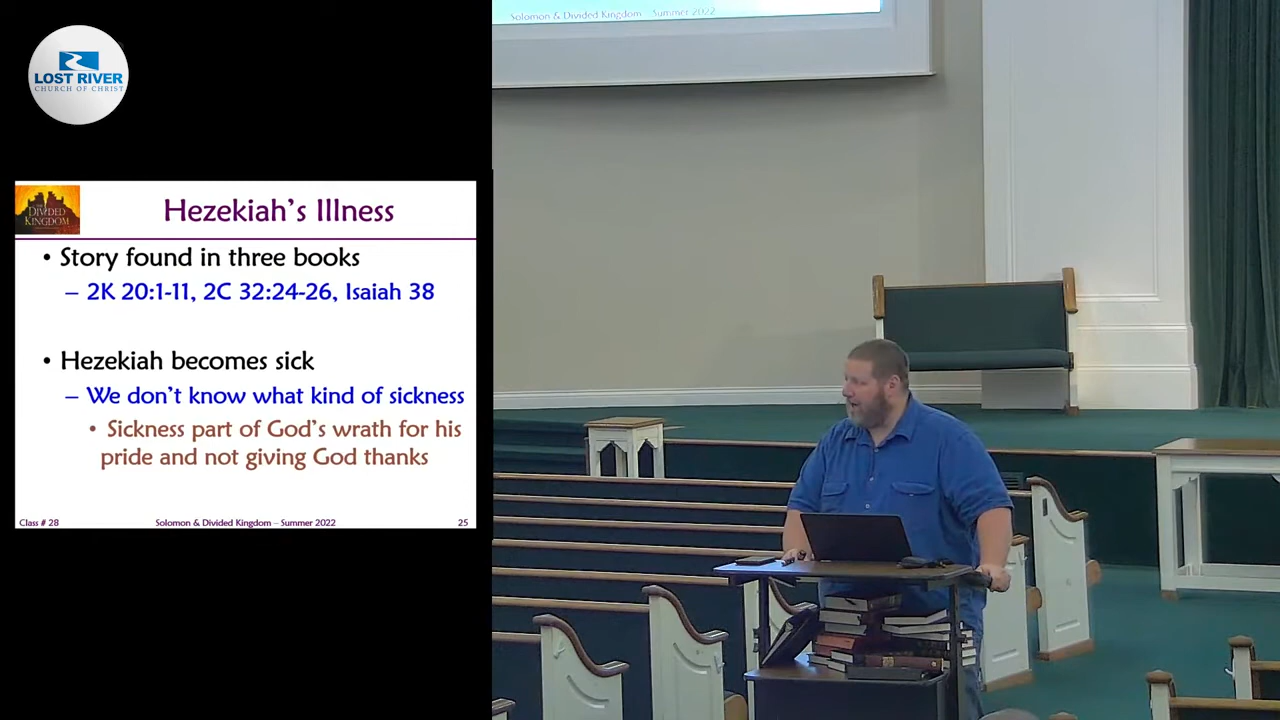 Solomon & Divided Kingdom – Summer 2022
LOST RIVER
CHURCH OF CHRIST
THE
DIVIDED
KINGDOM
Hezekiah's Illness
• Story found in three books
– 2K 20:1-11, 2C 32:24-26, Isaiah 38
• Hezekiah becomes sick
– We don't know what kind of sickness
• Sickness part of God's wrath for his
pride and not giving God thanks
Class # 28
Solomon & Divided Kingdom – Summer 2022
25